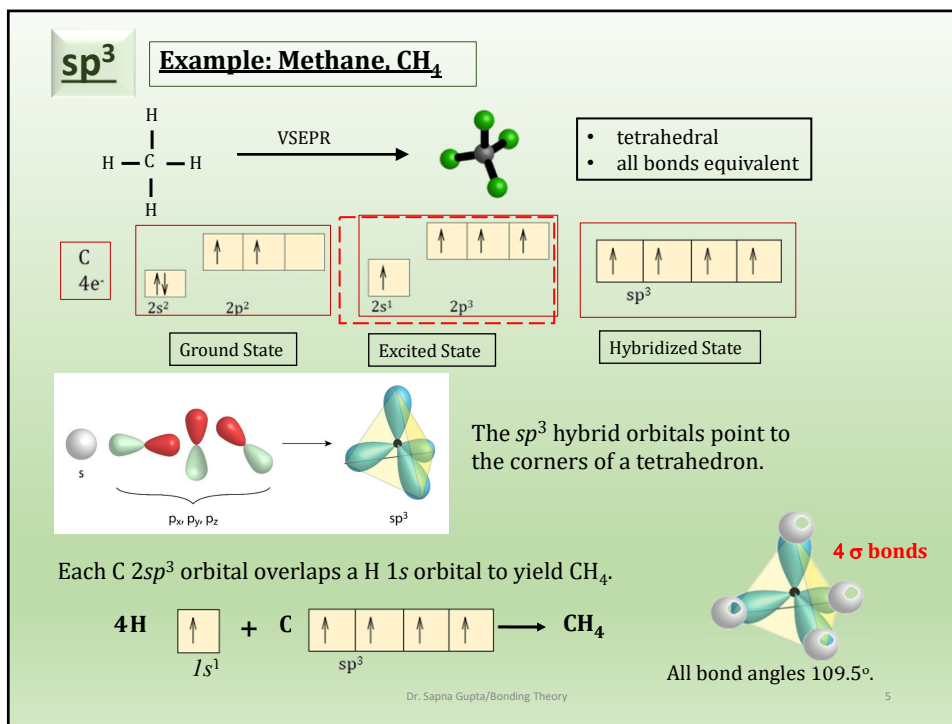 sp³
Example: Methane, CH₄
H
H – C – H
H
VSEPR
• tetrahedral
• all bonds equivalent
C
4e⁻
2s²
2p²
2s¹
2p³
sp³
Ground State
Excited State
Hybridized State
s
pₓ, pᵧ, p_z
sp³
The sp³ hybrid orbitals point to
the corners of a tetrahedron.
4 σ bonds
Each C 2sp³ orbital overlaps a H 1s orbital to yield CH₄.
4H + C CH₄
1s¹
sp³
All bond angles 109.5º.
Dr. Sapna Gupta/Bonding Theory
5